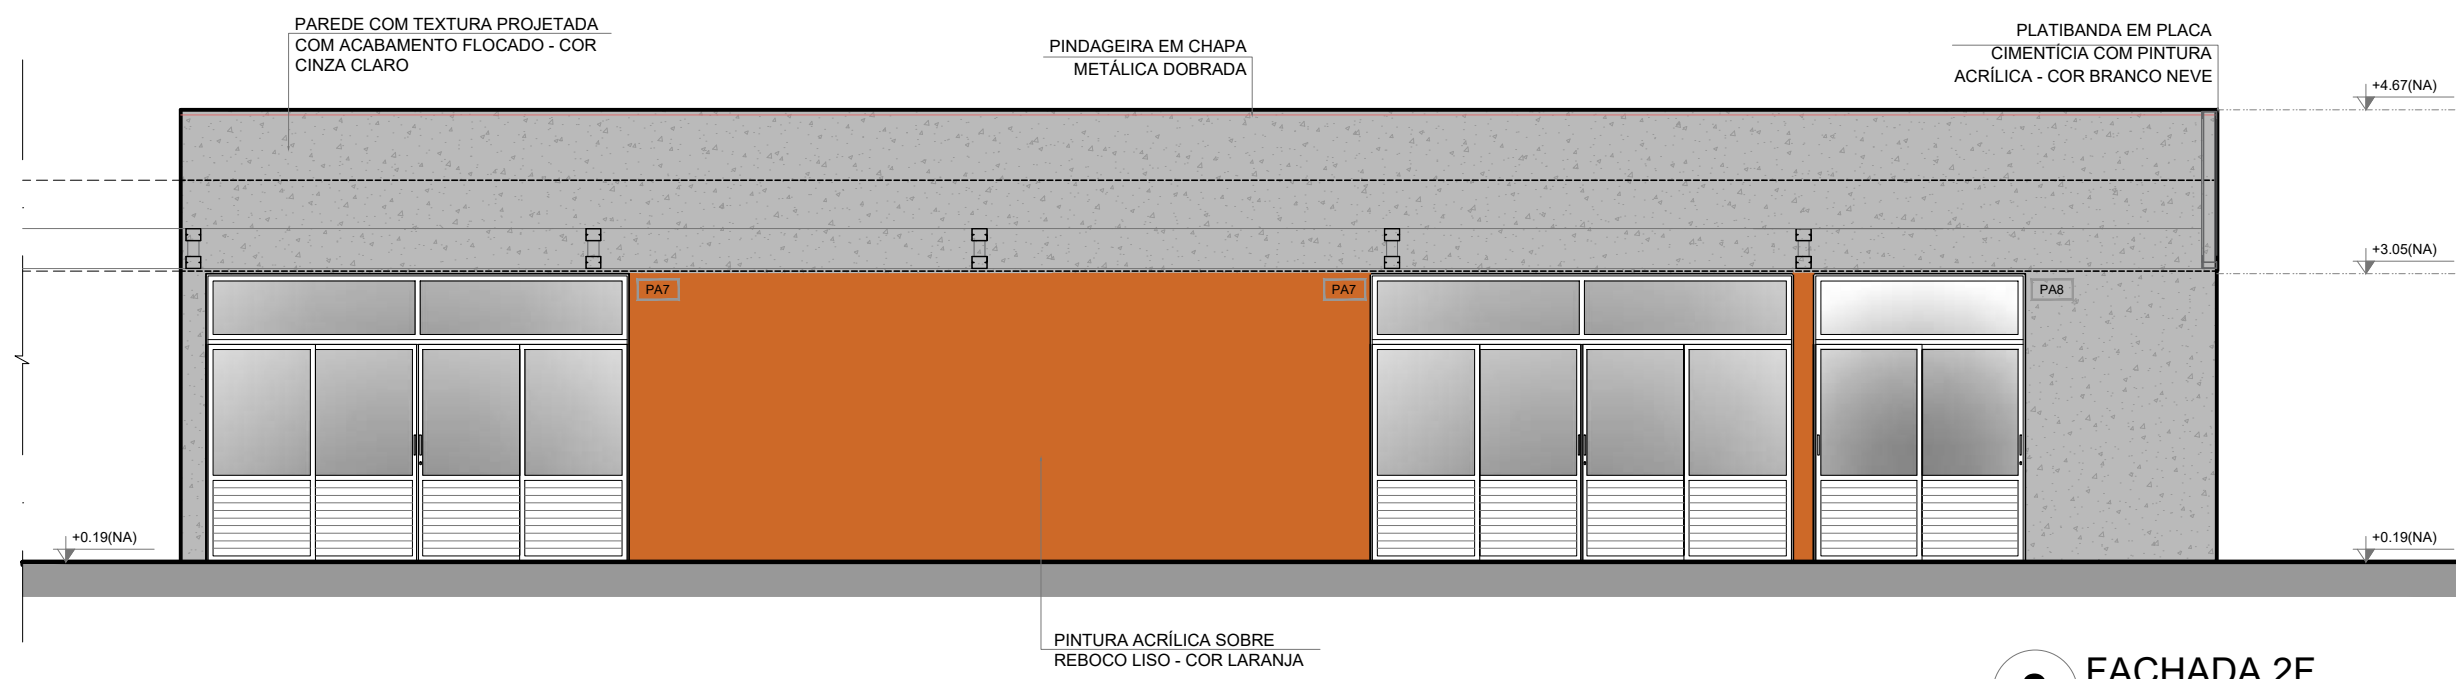 PAREDE COM TEXTURA PROJETADA
COM ACABAMENTO FLOCADO - COR
CINZA CLARO
PINDAGEIRA EM CHAPA
METÁLICA DOBRADA
PLATIBANDA EM PLACA
CIMENTÍCIA COM PINTURA
ACRÍLICA - COR BRANCO NEVE
+4.67(NA)
+3.05(NA)
PA7
PA7
PA8
+0.19(NA)
+0.19(NA)
PINTURA ACRÍLICA SOBRE
REBOCO LISO - COR LARANJA